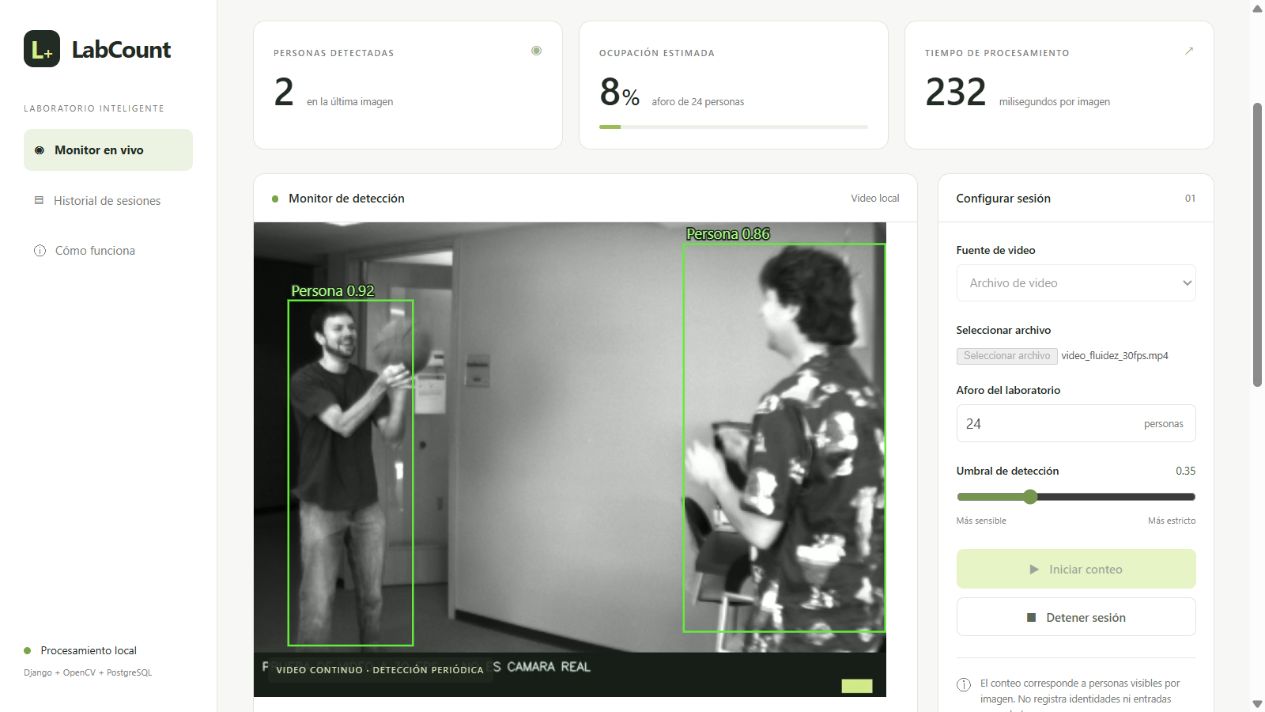 L+ LabCount
LABORATORIO INTELIGENTE
Monitor en vivo
Historial de sesiones
Cómo funciona
Procesamiento local
Django + OpenCV + PostgreSQL
PERSONAS DETECTADAS
2 en la última imagen
OCUPACIÓN ESTIMADA
8% aforo de 24 personas
TIEMPO DE PROCESAMIENTO
232 milisegundos por imagen
Monitor de detección
Video local
Persona 0.86
Persona 0.92
S CAMARA REAL
VIDEO CONTINUO · DETECCIÓN PERIÓDICA
Configurar sesión
01
Fuente de video
Archivo de video
Seleccionar archivo
Seleccionar archivo video_fluidez_30fps.mp4
Aforo del laboratorio
24 personas
Umbral de detección 0.35
Más sensible Más estricto
Iniciar conteo
Detener sesión
El conteo corresponde a personas visibles por
imagen. No registra identidades ni entradas